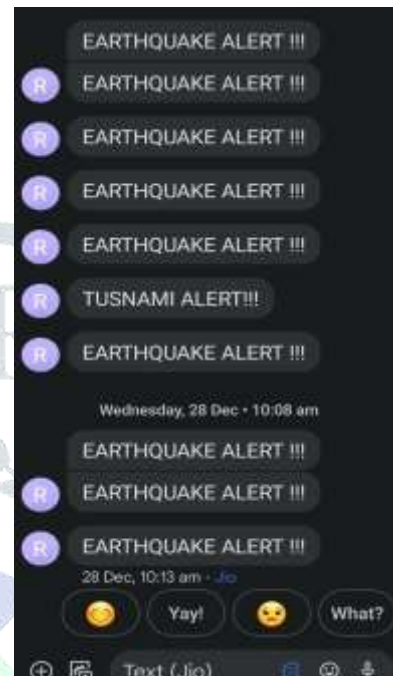 EARTHQUAKE ALERT !!!
R EARTHQUAKE ALERT !!!
R EARTHQUAKE ALERT !!!
R EARTHQUAKE ALERT !!!
R EARTHQUAKE ALERT !!!
R TUSNAMI ALERT!!!
R EARTHQUAKE ALERT !!!
Wednesday, 28 Dec • 10:08 am
EARTHQUAKE ALERT !!!
R EARTHQUAKE ALERT !!!
R EARTHQUAKE ALERT !!!
28 Dec, 10:13 am · Jio
Yay! What?
Text (Jio)